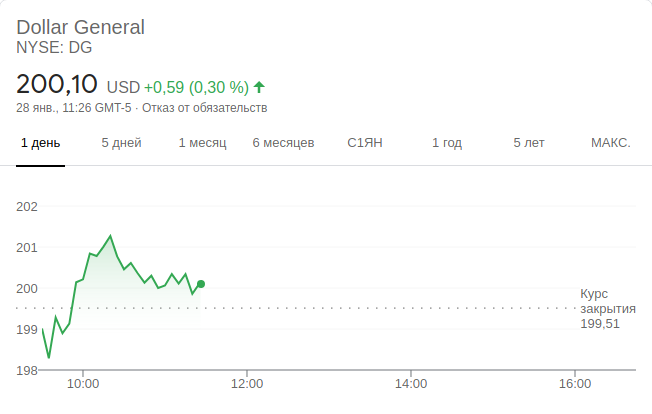 Dollar General
NYSE: DG
200,10 USD +0,59 (0,30 %)
28 янв., 11:26 GMT-5 · Отказ от обязательств
1 день 5 дней 1 месяц 6 месяцев С1ЯН 1 год 5 лет МАКС.
202
201
200
Курс
закрытия
199,51
199
198
10:00 12:00 14:00 16:00